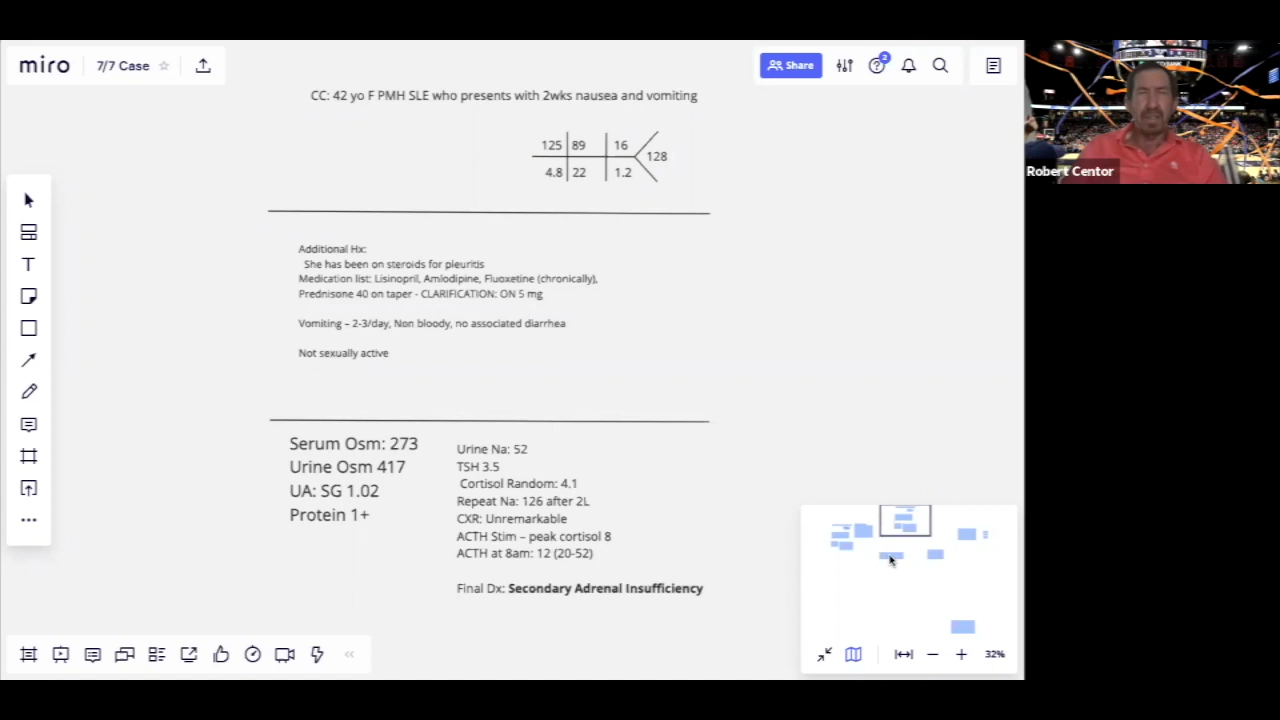 miro
7/7 Case
Share
2
Robert Centor
CC: 42 yo F PMH SLE who presents with 2wks nausea and vomiting
125 89 16
128
4.8 22 1.2
Additional Hx:
She has been on steroids for pleuritis
Medication list: Lisinopril, Amlodipine, Fluoxetine (chronically),
Prednisone 40 on taper - CLARIFICATION: ON 5 mg
Vomiting – 2-3/day, Non bloody, no associated diarrhea
Not sexually active
Serum Osm: 273
Urine Osm 417
UA: SG 1.02
Protein 1+
Urine Na: 52
TSH 3.5
Cortisol Random: 4.1
Repeat Na: 126 after 2L
CXR: Unremarkable
ACTH Stim – peak cortisol 8
ACTH at 8am: 12 (20-52)
Final Dx: Secondary Adrenal Insufficiency
32%